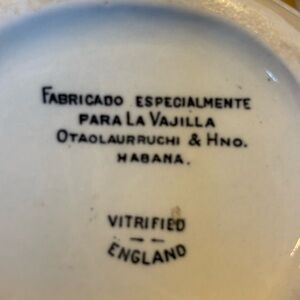 FABRICADO ESPECIALMENTE
PARA LA VAJILLA
OTAOLAURRUCHI & HNO.
HABANA.
VITRIFIED
ENGLAND